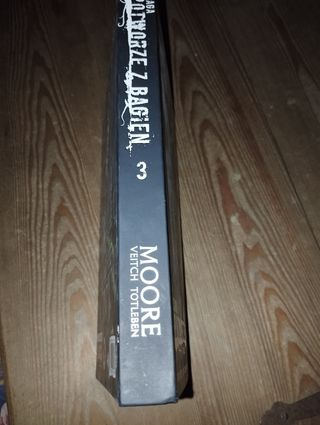 SAGA
POTWORZE Z BAGIEN
3
MOORE
VEITCH TOTLEBEN